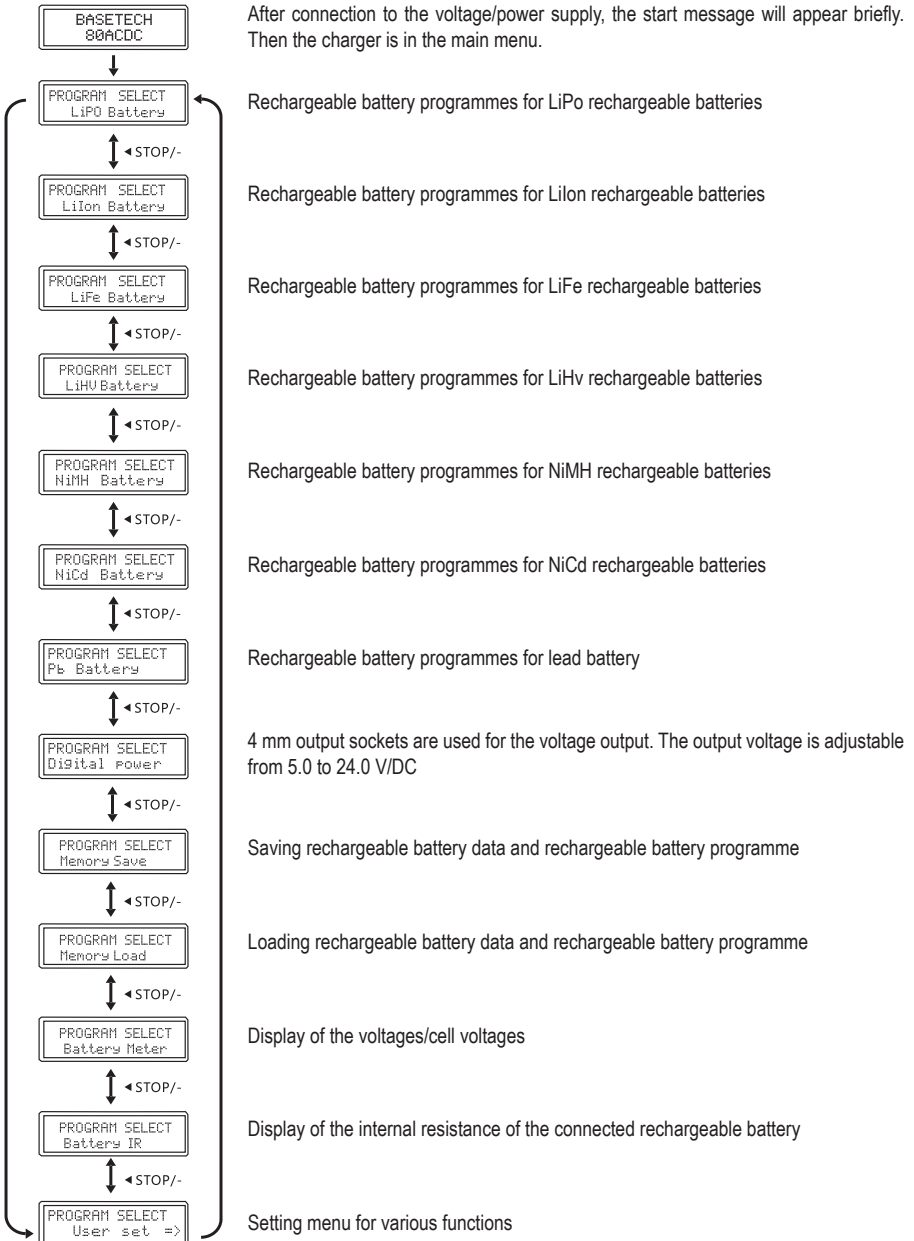 BASETECH
80ACDC
After connection to the voltage/power supply, the start message will appear briefly.
Then the charger is in the main menu.
PROGRAM SELECT
LiPO Battery
Rechargeable battery programmes for LiPo rechargeable batteries
◄STOP/-
PROGRAM SELECT
LiIon Battery
Rechargeable battery programmes for LiIon rechargeable batteries
◄STOP/-
PROGRAM SELECT
LiFe Battery
Rechargeable battery programmes for LiFe rechargeable batteries
◄STOP/-
PROGRAM SELECT
LiHV Battery
Rechargeable battery programmes for LiHv rechargeable batteries
◄STOP/-
PROGRAM SELECT
NiMH Battery
Rechargeable battery programmes for NiMH rechargeable batteries
◄STOP/-
PROGRAM SELECT
NiCd Battery
Rechargeable battery programmes for NiCd rechargeable batteries
◄STOP/-
PROGRAM SELECT
Pb Battery
Rechargeable battery programmes for lead battery
◄STOP/-
PROGRAM SELECT
Digital power
4 mm output sockets are used for the voltage output. The output voltage is adjustable
from 5.0 to 24.0 V/DC
◄STOP/-
PROGRAM SELECT
Memory Save
Saving rechargeable battery data and rechargeable battery programme
◄STOP/-
PROGRAM SELECT
Memory Load
Loading rechargeable battery data and rechargeable battery programme
◄STOP/-
PROGRAM SELECT
Battery Meter
Display of the voltages/cell voltages
◄STOP/-
PROGRAM SELECT
Battery IR
Display of the internal resistance of the connected rechargeable battery
◄STOP/-
PROGRAM SELECT
User set =>
Setting menu for various functions